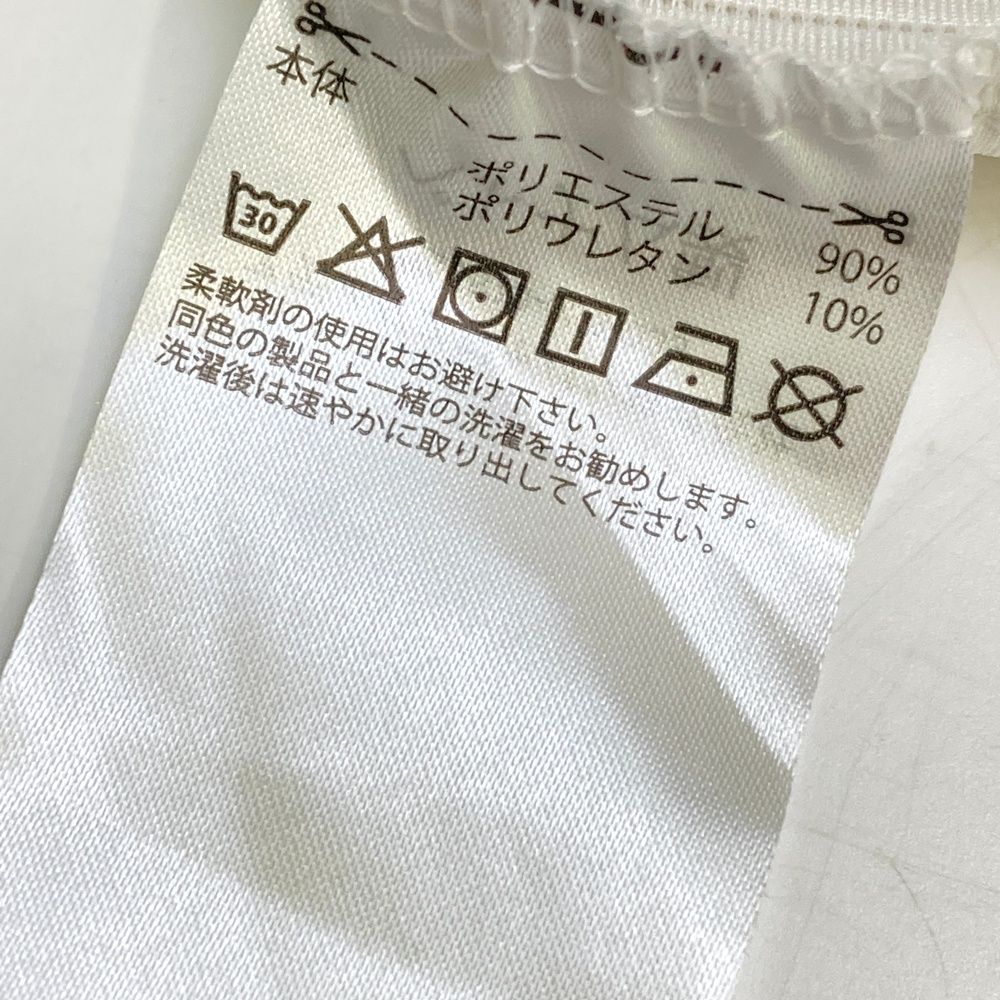 本体
ポリエステル 90%
ポリウレタン 10%
30
柔軟剤の使用はお避け下さい。
同色の製品と一緒の洗濯をお勧めします。
洗濯後は速やかに取り出してください。